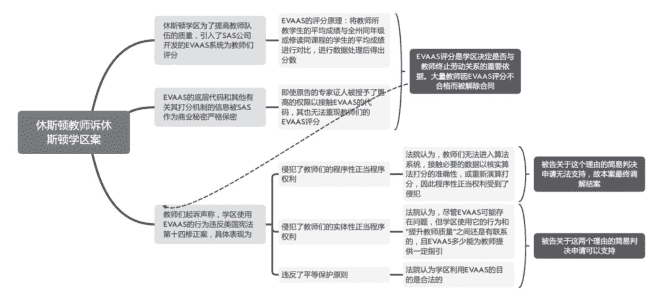 休斯顿教师诉休
斯顿学区案
休斯顿学区为了提高教师队
伍的质量，引入了SAS公司
开发的EVAAS系统为教师们
评分
EVAAS的评分原理：将教师所
教学生的平均成绩与全州同年级
或修读同课程的学生的平均成绩
进行对比，进行数据处理后得出
分数
EVAAS评分是学区决定是否与
教师终止劳动关系的重要依
据。大量教师因EVAAS评分不
合格而被解除合同
EVAAS的底层代码和其他有
关其打分机制的信息被SAS
作为商业秘密严格保密
即使原告的专家证人被授予了更
高的权限以接触EVAAS的代
码，其也无法重现教师们的
EVAAS评分
教师们起诉声称，学区使用
EVAAS的行为违反美国宪法
第十四修正案，具体表现为
侵犯了教师们的程序性正当程序
权利
法院认为，教师们无法进入算法
系统，接触必要的数据以核实算
法打分的准确性，或重新演算打
分，因此程序性正当权利受到了
侵犯
被告关于这个理由的简易判决
申请无法支持，故本案最终调
解结案
侵犯了教师们的实体性正当程序
权利
法院认为，尽管EVAAS可能存
在问题，但学区使用它的行为和
“提升教师质量”之间还是有联系
的，且EVAAS多少能为教师提
供一定指引
被告关于这两个理由的简易判
决申请可以支持
违反了平等保护原则
法院认为学区利用EVAAS的目
的是合法的